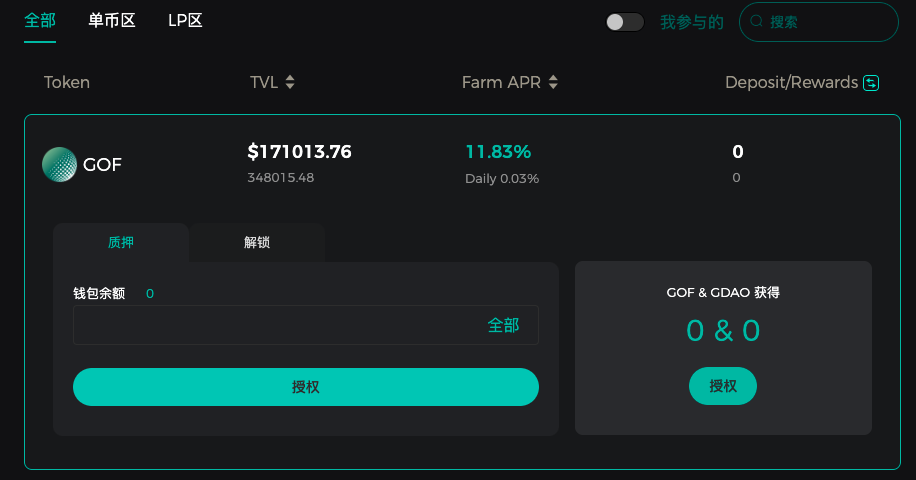 全部 单币区 LP区 我参与的 搜索
Token TVL Farm APR Deposit/Rewards
GOF $171013.76 11.83% 0
348015.48 Daily 0.03% 0
质押 解锁
钱包余额 0
全部
授权
GOF & GDAO 获得
0 & 0
授权